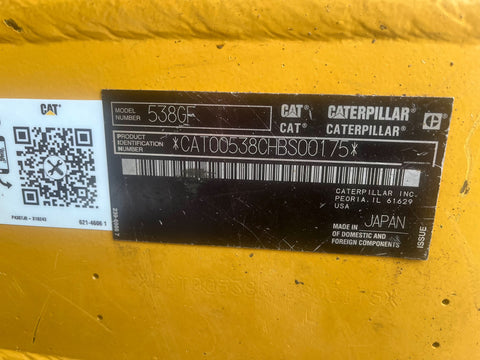 CAT
621-4606 1
MODEL NUMBER 538GF
CAT CATERPILLAR
CAT CATERPILLAR
PRODUCT IDENTIFICATION NUMBER *CAT00538CHBS00175*
CATERPILLAR INC.
PEORIA, IL 61629
USA
MADE IN JAPAN
OF DOMESTIC AND
FOREIGN COMPONENTS
ISSUE